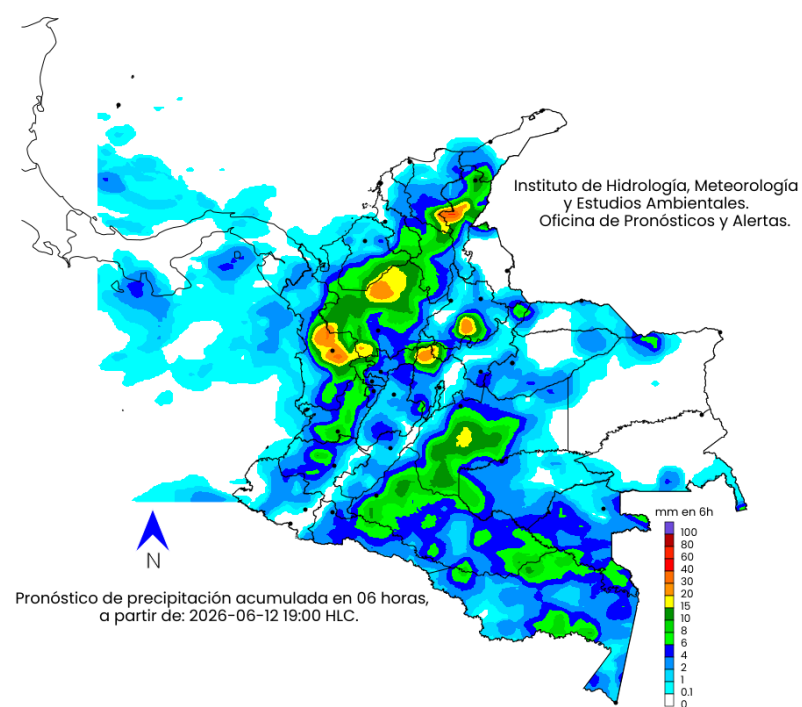 Instituto de Hidrología, Meteorología
y Estudios Ambientales.
Oficina de Pronósticos y Alertas.
mm en 6h
100
80
60
40
30
20
15
10
8
6
4
2
1
0.1
0
N
Pronóstico de precipitación acumulada en 06 horas,
a partir de: 2026-06-12 19:00 HLC.